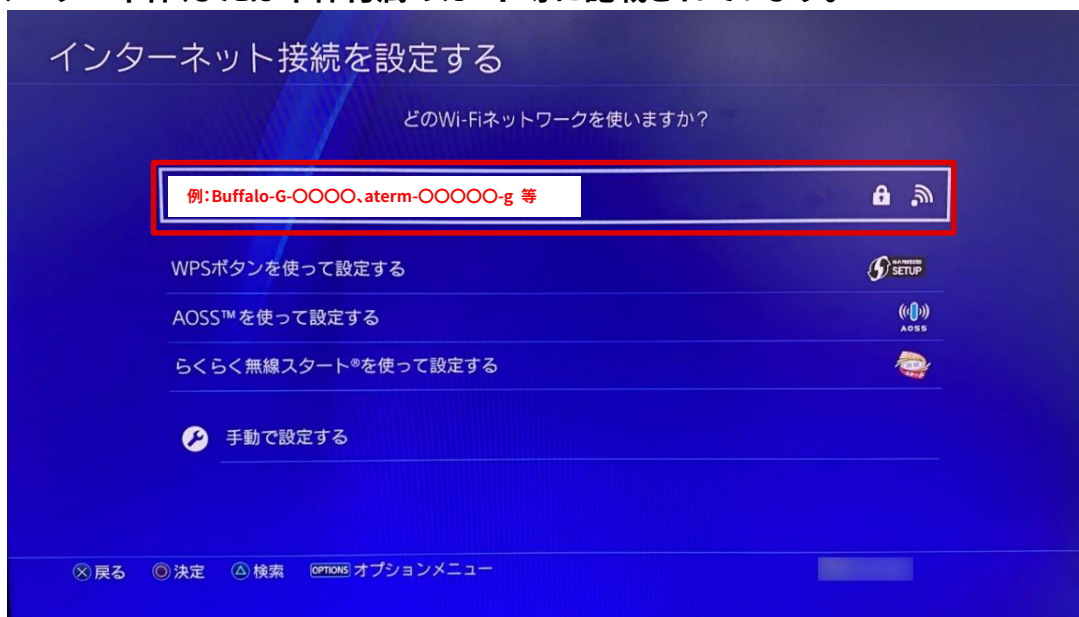 インターネット接続を設定する
どのWi-Fiネットワークを使いますか？
例：Buffalo-G-〇〇〇〇、aterm-〇〇〇〇〇-g 等
WPSボタンを使って設定する
SETUP
AOSS™を使って設定する
AOSS
らくらく無線スタート®を使って設定する
手動で設定する
戻る 決定 検索 OPTIONS オプションメニュー